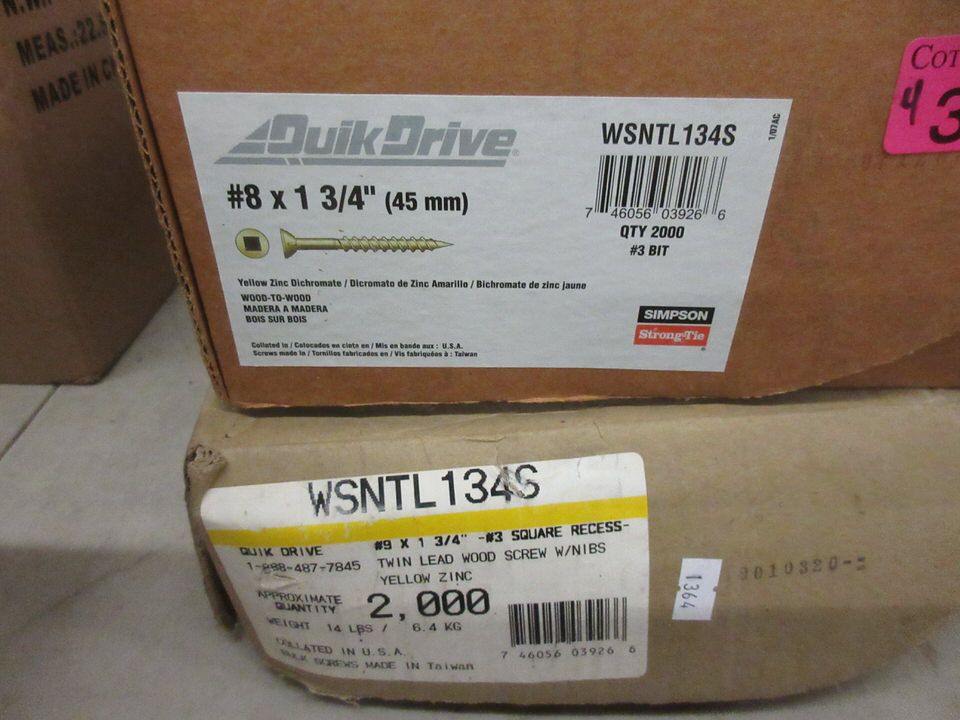 MEAS.:22.
MADE IN
COT
4 3
QuikDrive®
WSNTL134S
1/07AC
#8 x 1 3/4" (45 mm)
7 46056 03926 6
QTY 2000
#3 BIT
Yellow Zinc Dichromate / Dicromato de Zinc Amarillo / Bichromate de zinc jaune
WOOD-TO-WOOD
MADERA A MADERA
BOIS SUR BOIS
SIMPSON
Strong-Tie
Collated in / Colocados en cinta en / Mis en bande aux : U.S.A.
Screws made in / Tornillos fabricados en / Vis fabriquées à : Taiwan
WSNTL134S
QUIK DRIVE
1-888-487-7845
#9 X 1 3/4" -#3 SQUARE RECESS-
TWIN LEAD WOOD SCREW W/NIBS
YELLOW ZINC
APPROXIMATE
QUANTITY
2,000
WEIGHT 14 LBS / 6.4 KG
COLLATED IN U.S.A.
BULK SCREWS MADE IN Taiwan
7 46056 03926 6
1364